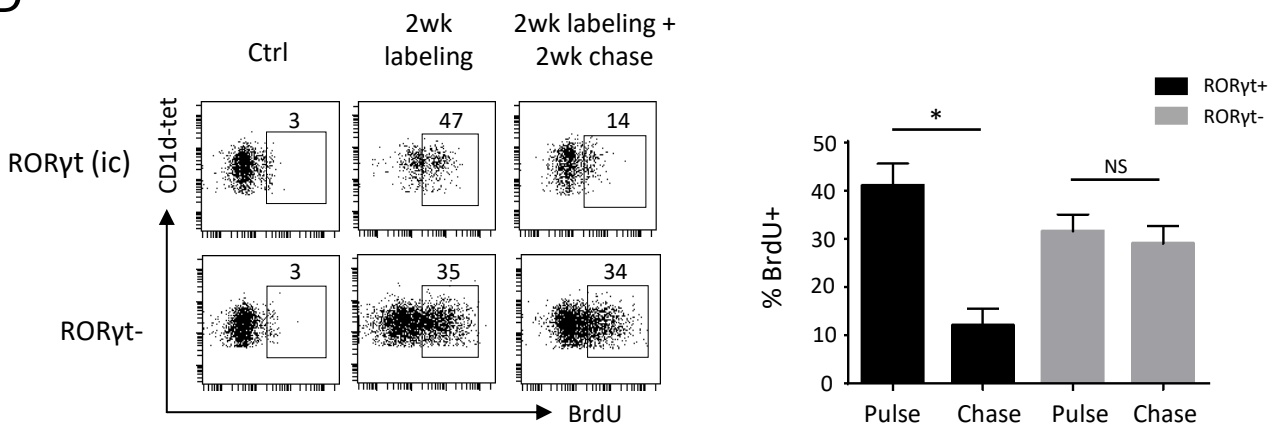 Ctrl
2wk
labeling
2wk labeling +
2wk chase
CD1d-tet
RORγt (ic)
3
47
14
RORγt-
3
35
34
BrdU
RORγt+
RORγt-
% BrdU+
50
40
30
20
10
0
*
NS
Pulse Chase Pulse Chase